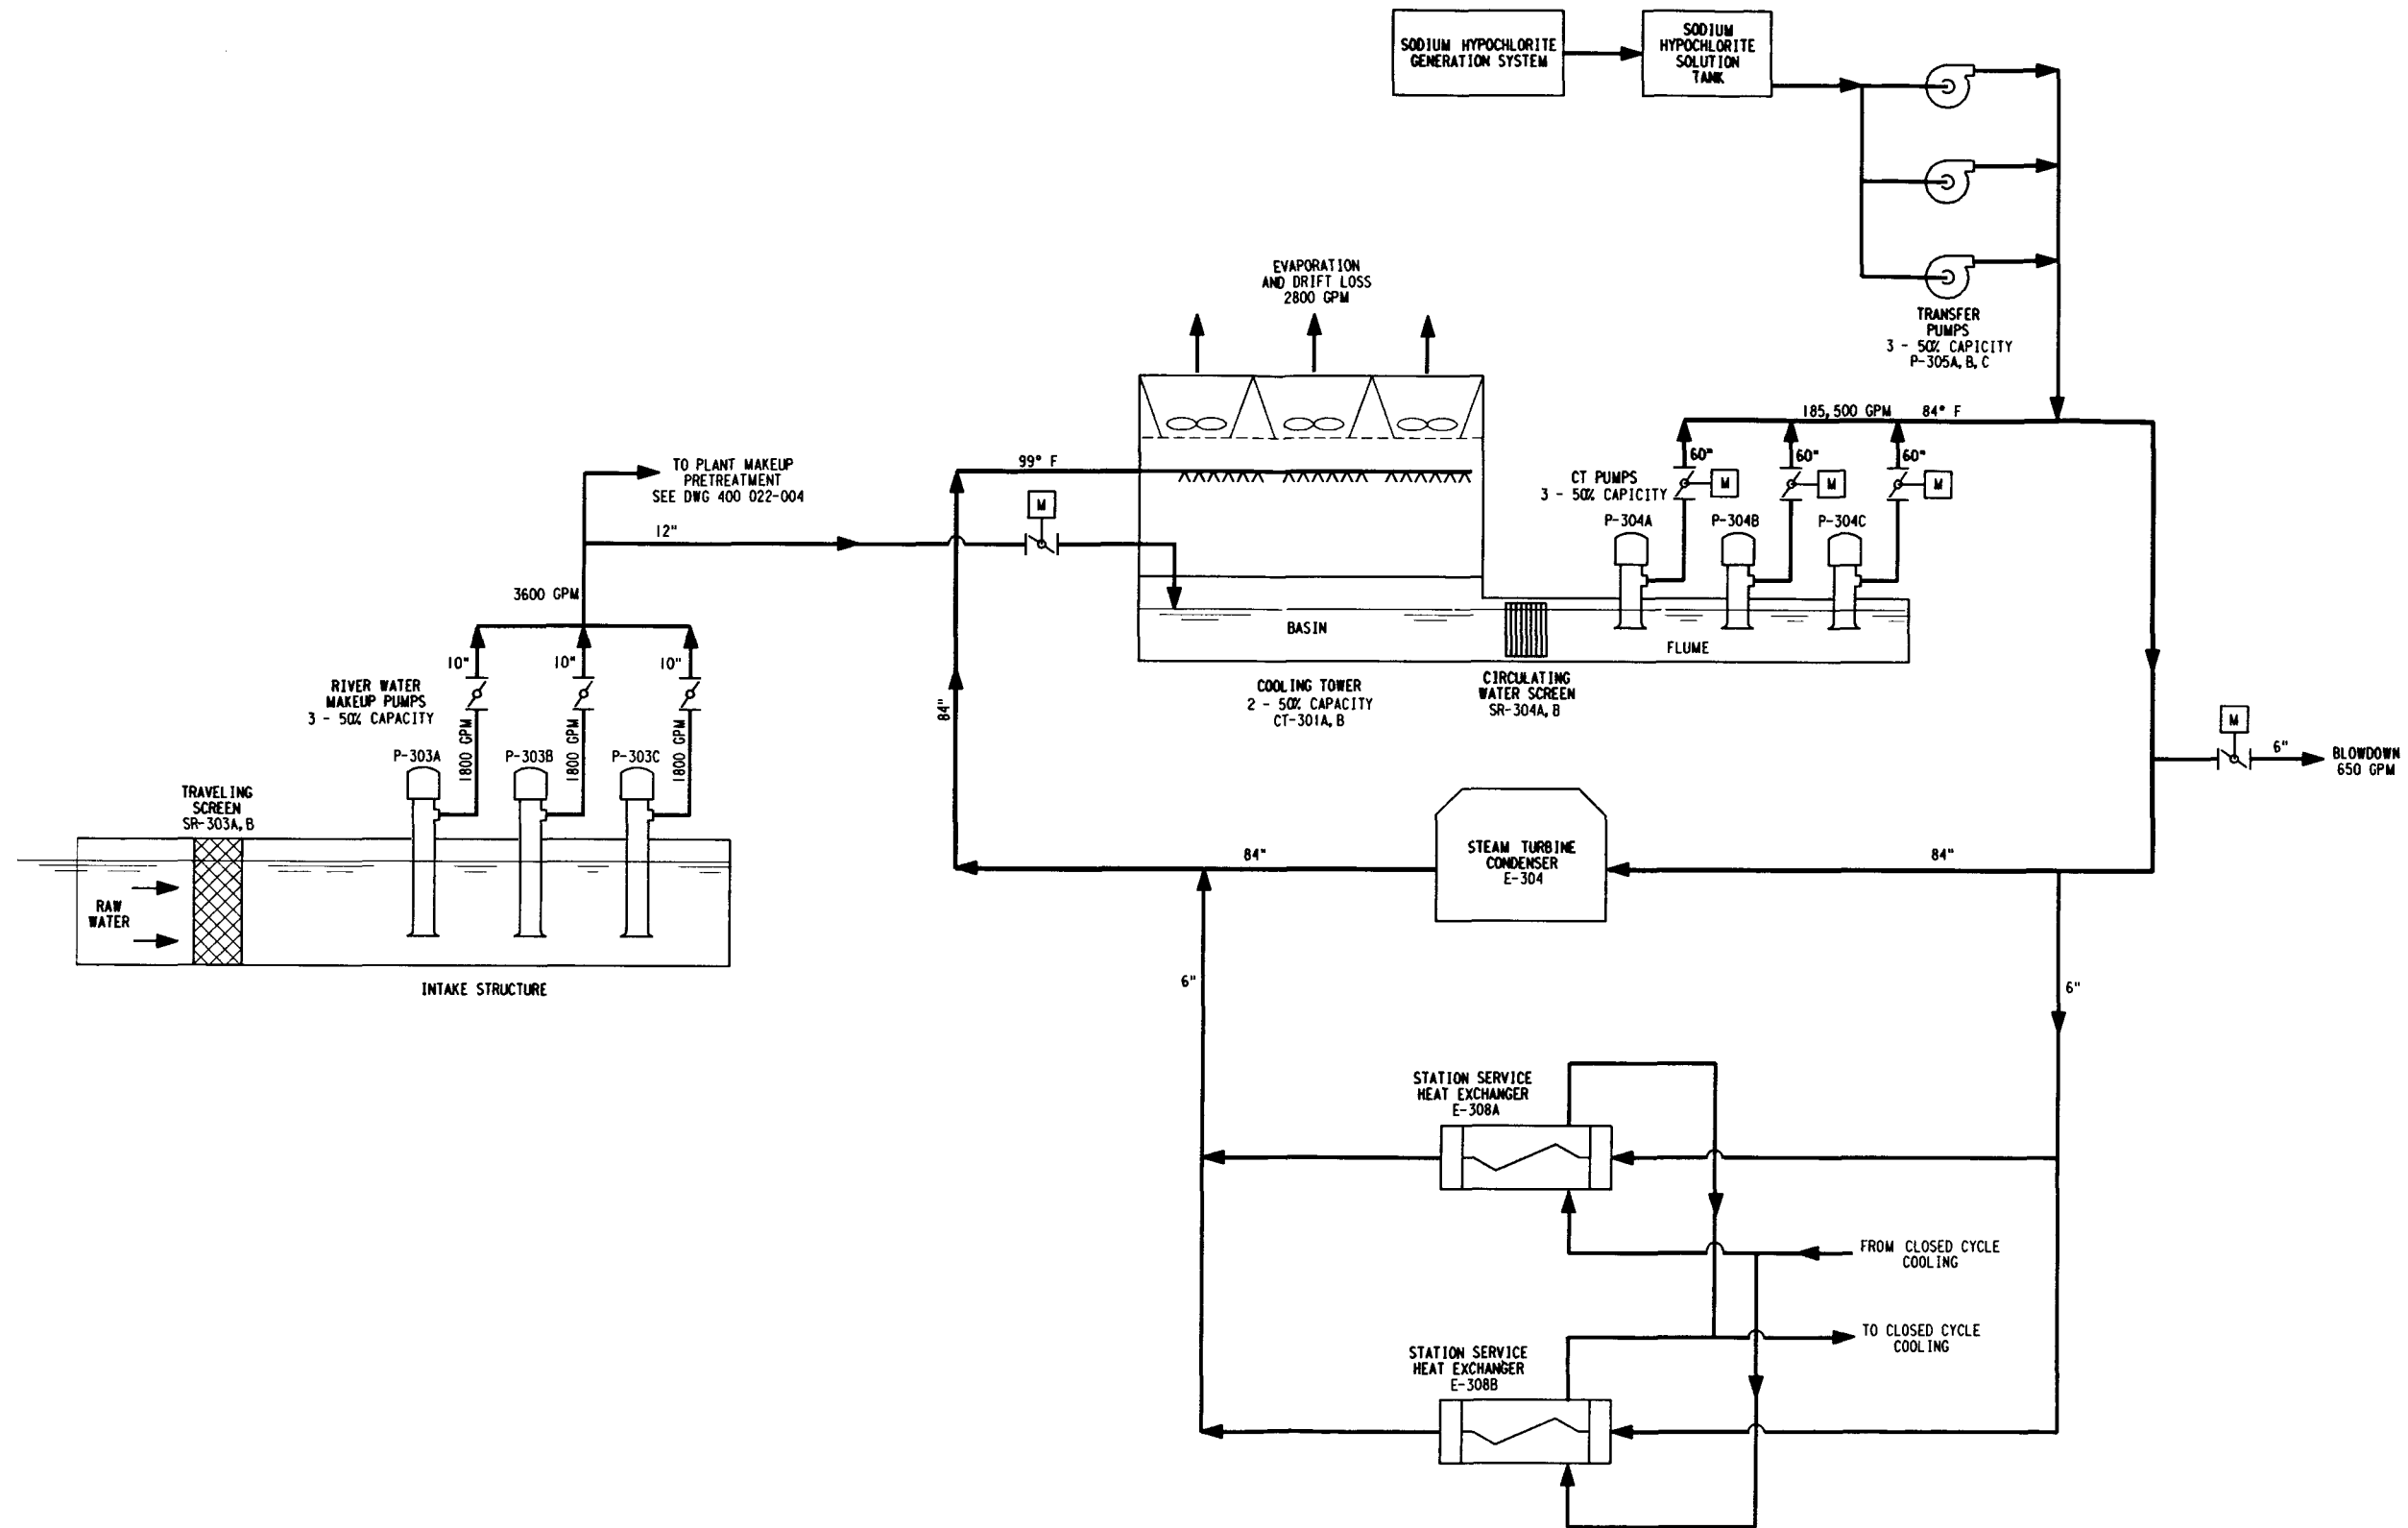 SODIUM HYPOCHLORITE
GENERATION SYSTEM
SODIUM
HYPOCHLORITE
SOLUTION
TANK
TRANSFER
PUMPS
3 - 50% CAPICITY
P-305A, B, C
EVAPORATION
AND DRIFT LOSS
2800 GPM
185,500 GPM
84° F
60"
60"
60"
M
M
M
CT PUMPS
3 - 50% CAPICITY
P-304A
P-304B
P-304C
99° F
M
TO PLANT MAKEUP
PRETREATMENT
SEE DWG 400 022-004
12"
3600 GPM
10"
10"
10"
RIVER WATER
MAKEUP PUMPS
3 - 50% CAPACITY
1800 GPM
1800 GPM
1800 GPM
P-303A
P-303B
P-303C
TRAVELING
SCREEN
SR-303A, B
RAW
WATER
INTAKE STRUCTURE
BASIN
FLUME
COOLING TOWER
2 - 50% CAPACITY
CT-301A, B
CIRCULATING
WATER SCREEN
SR-304A, B
84"
M
6"
BLOWDOWN
650 GPM
84"
STEAM TURBINE
CONDENSER
E-304
84"
6"
6"
STATION SERVICE
HEAT EXCHANGER
E-308A
FROM CLOSED CYCLE
COOLING
TO CLOSED CYCLE
COOLING
STATION SERVICE
HEAT EXCHANGER
E-308B